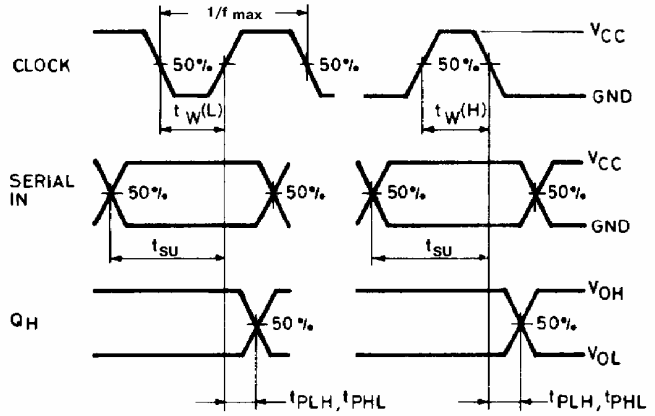 1/f max
CLOCK 50% 50% 50% VCC
tW(L) tW(H) GND
SERIAL IN 50% 50% 50% 50% VCC
tSU tSU GND
QH 50% 50% VOH
VOL
tPLH, tPHL tPLH, tPHL